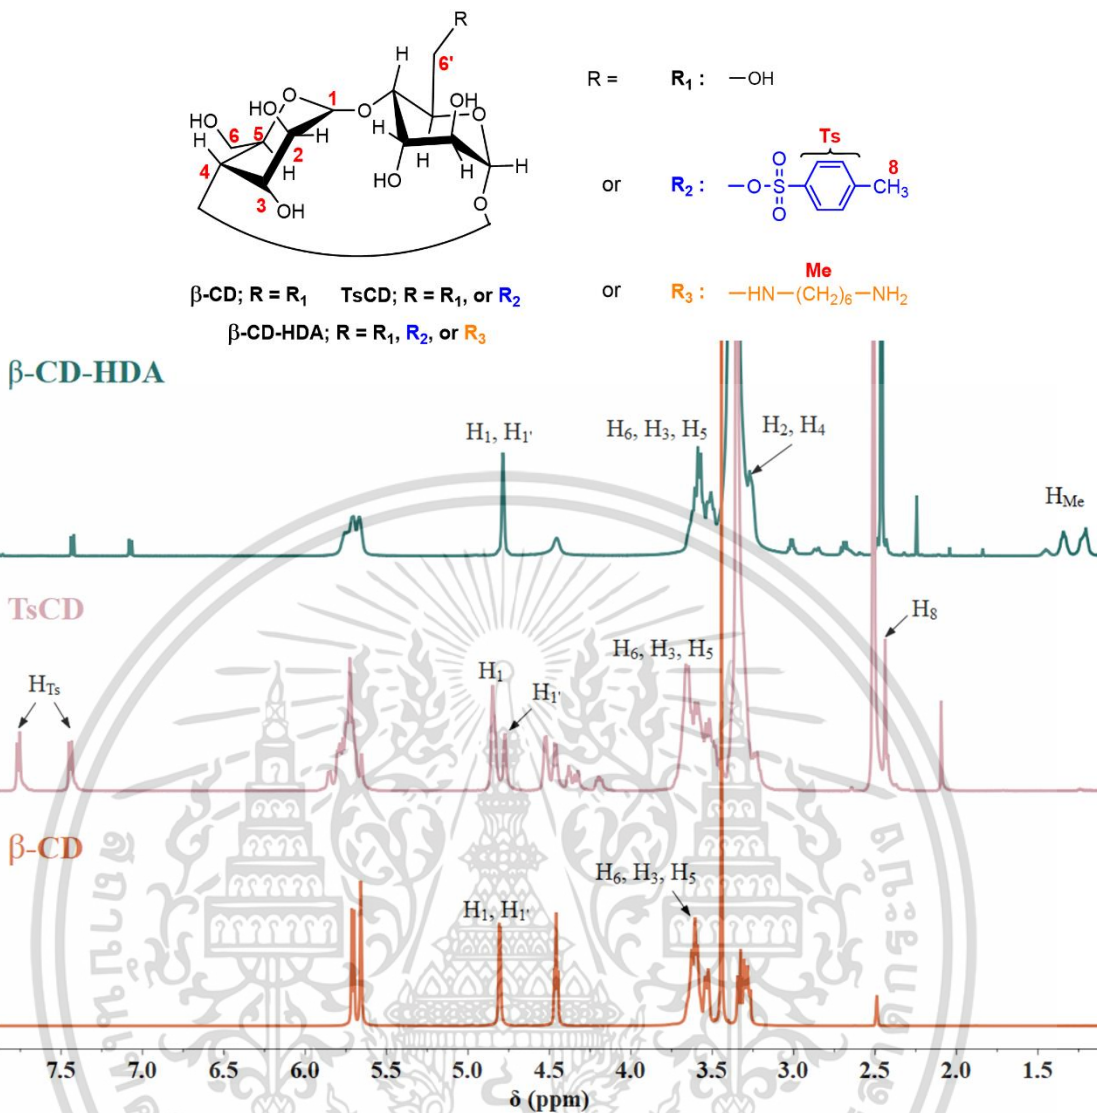 R
6'
H
HO
O
1
O
OH
O
HO
6
5
H
H
H
2
H
H
4
H
HO
O
3
OH
R = R₁ : —OH
or R₂ : —O—S—CH₃
O
O
Ts
8
or R₃ : —HN—(CH₂)₆—NH₂
Me
β-CD; R = R₁ TsCD; R = R₁, or R₂
β-CD-HDA; R = R₁, R₂, or R₃
β-CD-HDA
H₁, H₁'
H₆, H₃, H₅
H₂, H₄
H_Me
TsCD
H_Ts
H₁
H₁'
H₆, H₃, H₅
H₈
β-CD
H₁, H₁'
H₆, H₃, H₅
7.5 7.0 6.5 6.0 5.5 5.0 4.5 4.0 3.5 3.0 2.5 2.0 1.5
δ (ppm)